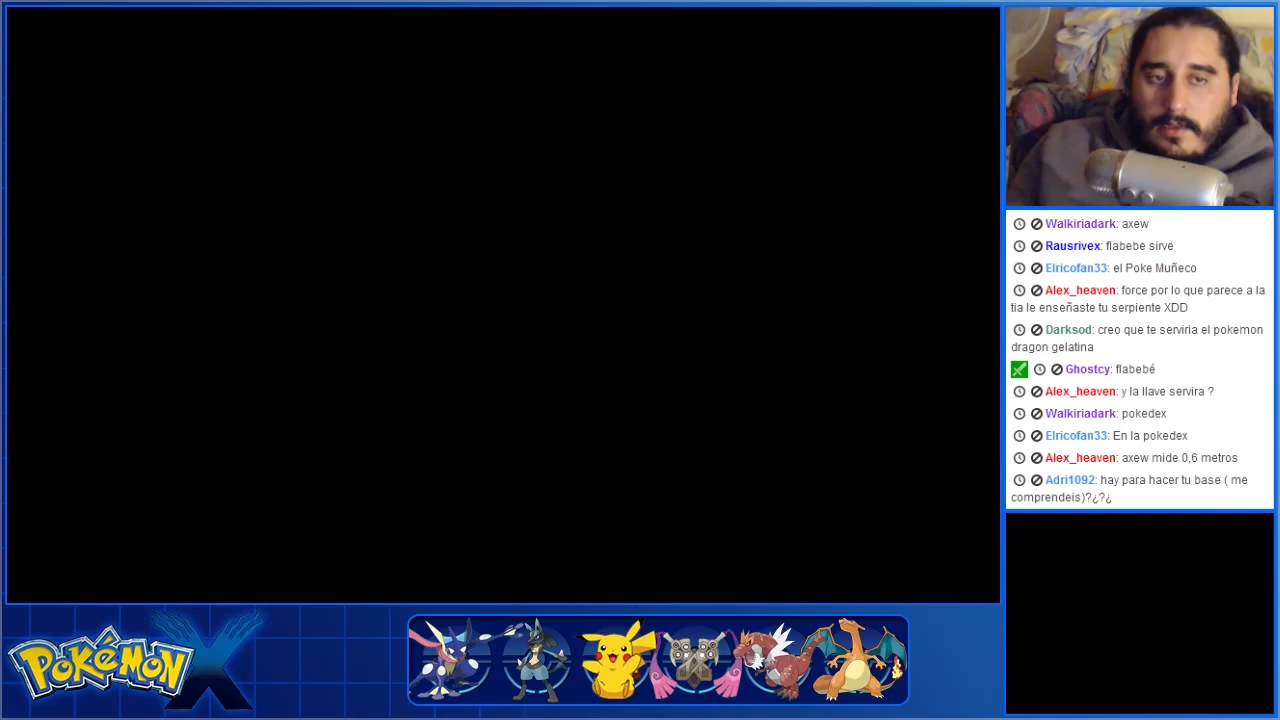 Walkiriadark: axew
Rausrivex: flabebe sirve
Elricofan33: el Poke Muñeco
Alex_heaven: force por lo que parece a la
tia le enseñaste tu serpiente XDD
Darksod: creo que te serviria el pokemon
dragon gelatina
Ghostcy: flabebé
Alex_heaven: y la llave servira ?
Walkiriadark: pokedex
Elricofan33: En la pokedex
Alex_heaven: axew mide 0,6 metros
Adri1092: hay para hacer tu base ( me
comprendeis)?¿?¿
POKÉMON X